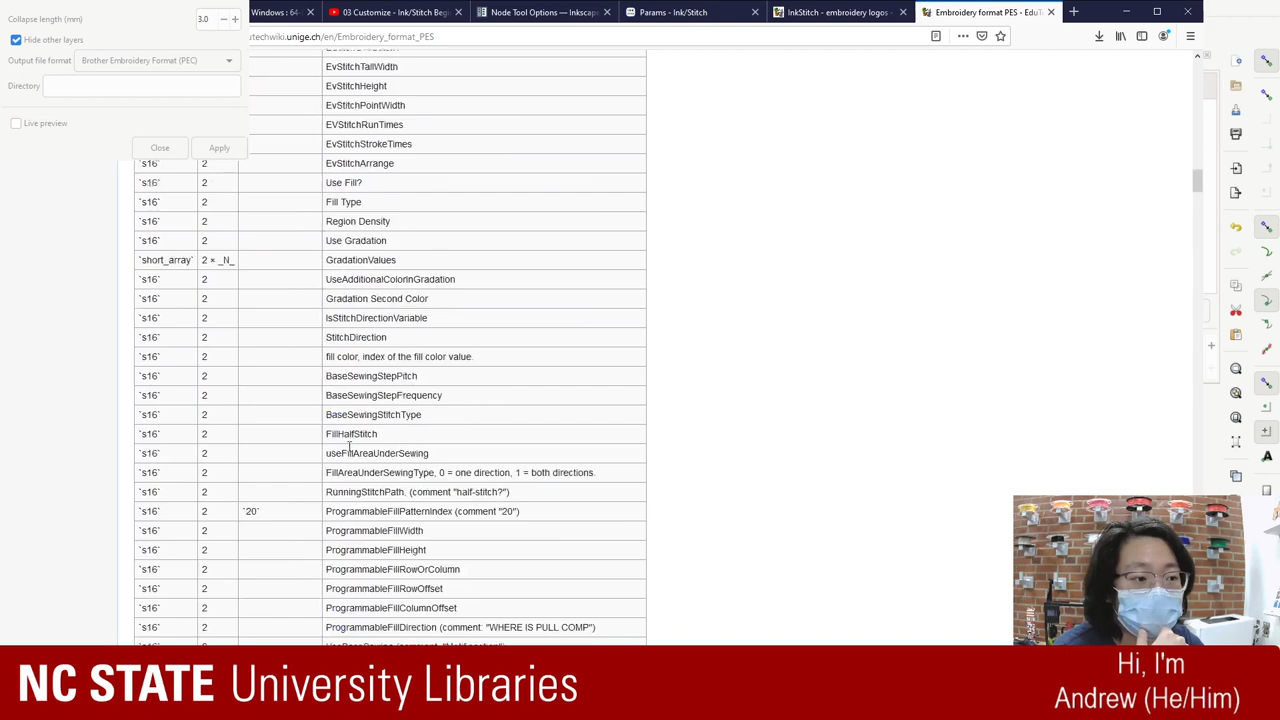 Collapse length (mm) 3.0 − +
Hide other layers
Output file format Brother Embroidery Format (PEC)
Directory
Live preview
Close Apply
Windows : 64- 03 Customize - Ink/Stitch Beg Node Tool Options — Inkscape Params - Ink/Stitch InkStitch - embroidery logos - Embroidery format PES - EduT
utechwiki.unige.ch/en/Embroidery_format_PES
EvStitchTallWidth
EvStitchHeight
EvStitchPointWidth
EVStitchRunTimes
EvStitchStrokeTimes
`s16` 2 EvStitchArrange
`s16` 2 Use Fill?
`s16` 2 Fill Type
`s16` 2 Region Density
`s16` 2 Use Gradation
`short_array` 2 × _N_ GradationValues
`s16` 2 UseAdditionalColorInGradation
`s16` 2 Gradation Second Color
`s16` 2 IsStitchDirectionVariable
`s16` 2 StitchDirection
`s16` 2 fill color, index of the fill color value.
`s16` 2 BaseSewingStepPitch
`s16` 2 BaseSewingStepFrequency
`s16` 2 BaseSewingStitchType
`s16` 2 FillHalfStitch
`s16` 2 useFillAreaUnderSewing
`s16` 2 FillAreaUnderSewingType, 0 = one direction, 1 = both directions.
`s16` 2 RunningStitchPath, (comment "half-stitch?")
`s16` 2 `20` ProgrammableFillPatternIndex (comment "20")
`s16` 2 ProgrammableFillWidth
`s16` 2 ProgrammableFillHeight
`s16` 2 ProgrammableFillRowOrColumn
`s16` 2 ProgrammableFillRowOffset
`s16` 2 ProgrammableFillColumnOffset
`s16` 2 ProgrammableFillDirection (comment: "WHERE IS PULL COMP")
NC STATE University Libraries
Hi, I'm
Andrew (He/Him)